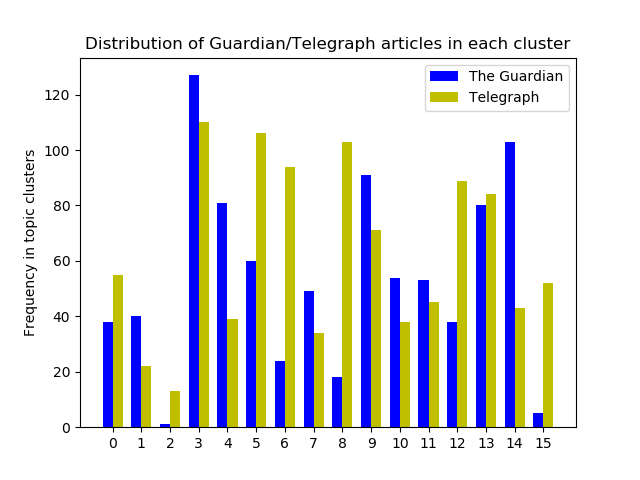 Distribution of Guardian/Telegraph articles in each cluster
The Guardian
Telegraph
Frequency in topic clusters
120
100
80
60
40
20
0
0 1 2 3 4 5 6 7 8 9 10 11 12 13 14 15